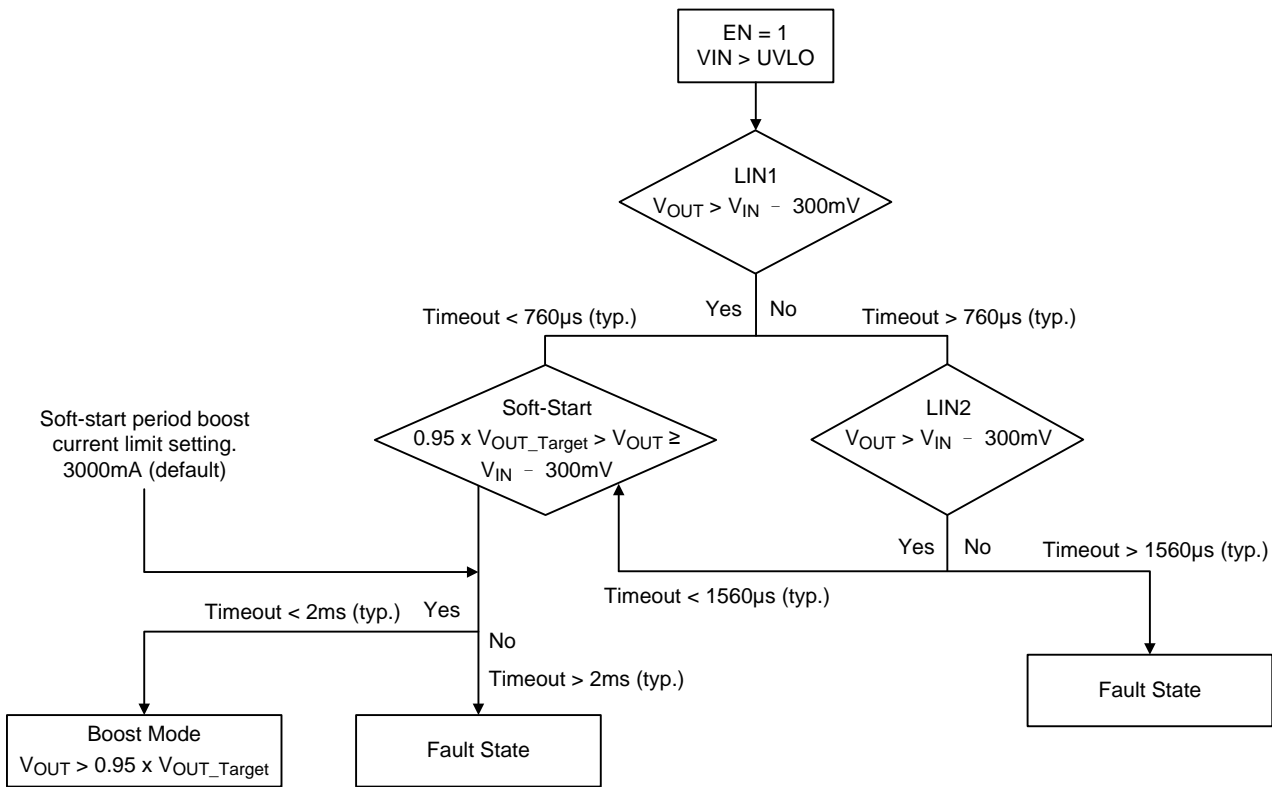 EN = 1
VIN > UVLO
LIN1
VOUT > VIN – 300mV
Yes
No
Timeout < 760µs (typ.)
Timeout > 760µs (typ.)
Soft-Start
0.95 x VOUT_Target > VOUT ≥
VIN – 300mV
LIN2
VOUT > VIN – 300mV
Soft-start period boost
current limit setting.
3000mA (default)
Yes
No
Timeout > 1560µs (typ.)
Timeout < 1560µs (typ.)
Timeout < 2ms (typ.)
Yes
No
Timeout > 2ms (typ.)
Fault State
Boost Mode
VOUT > 0.95 x VOUT_Target
Fault State